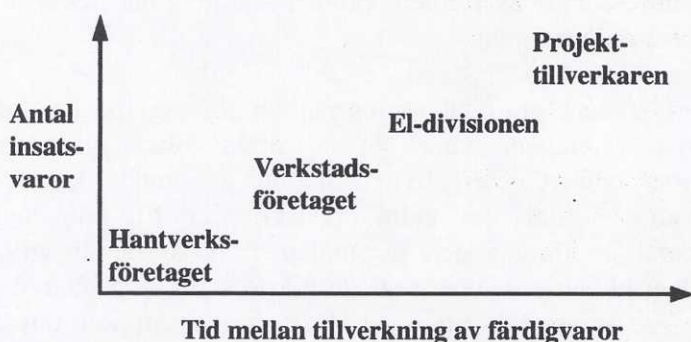 Projekt-
tillverkaren
Antal
insats-
varor
El-divisionen
Verkstads-
företaget
Hantverks-
företaget
Tid mellan tillverkning av färdigvaror